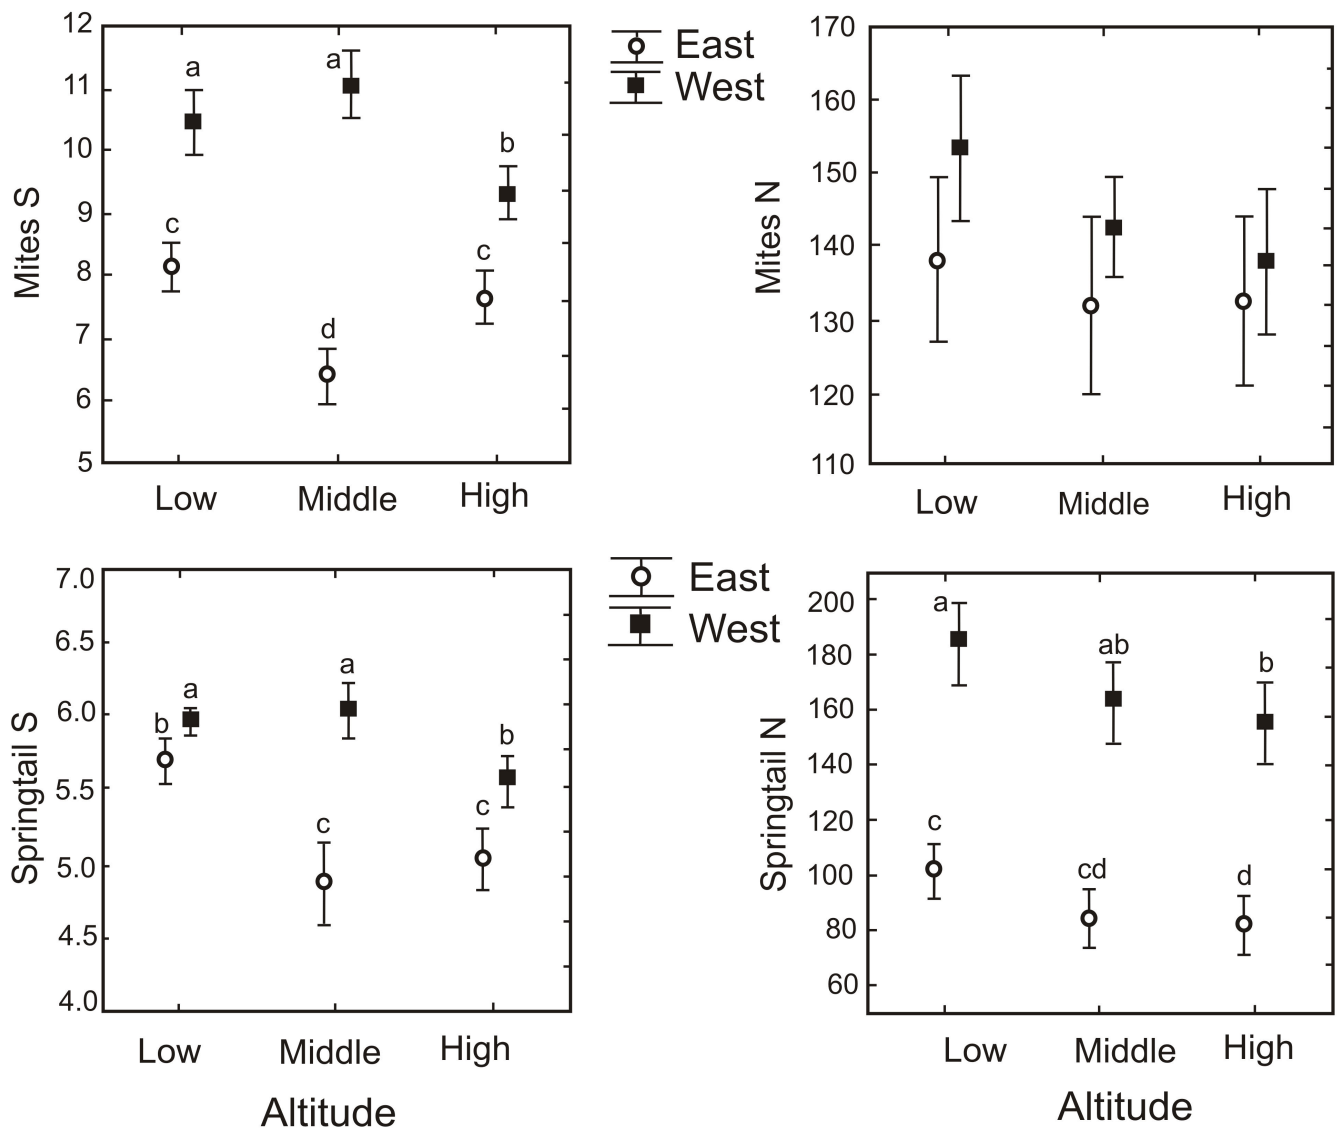 12
11
10
9
8
7
6
5
Mites S
a
a
b
c
c
d
Low Middle High
East
West
170
160
150
140
130
120
110
Mites N
Low Middle High
7.0
6.5
6.0
5.5
5.0
4.5
4.0
Springtail S
a
a
b
b
c
c
Low Middle High
Altitude
East
West
200
180
160
140
120
100
80
60
Springtail N
a
ab
b
c
cd
d
Low Middle High
Altitude